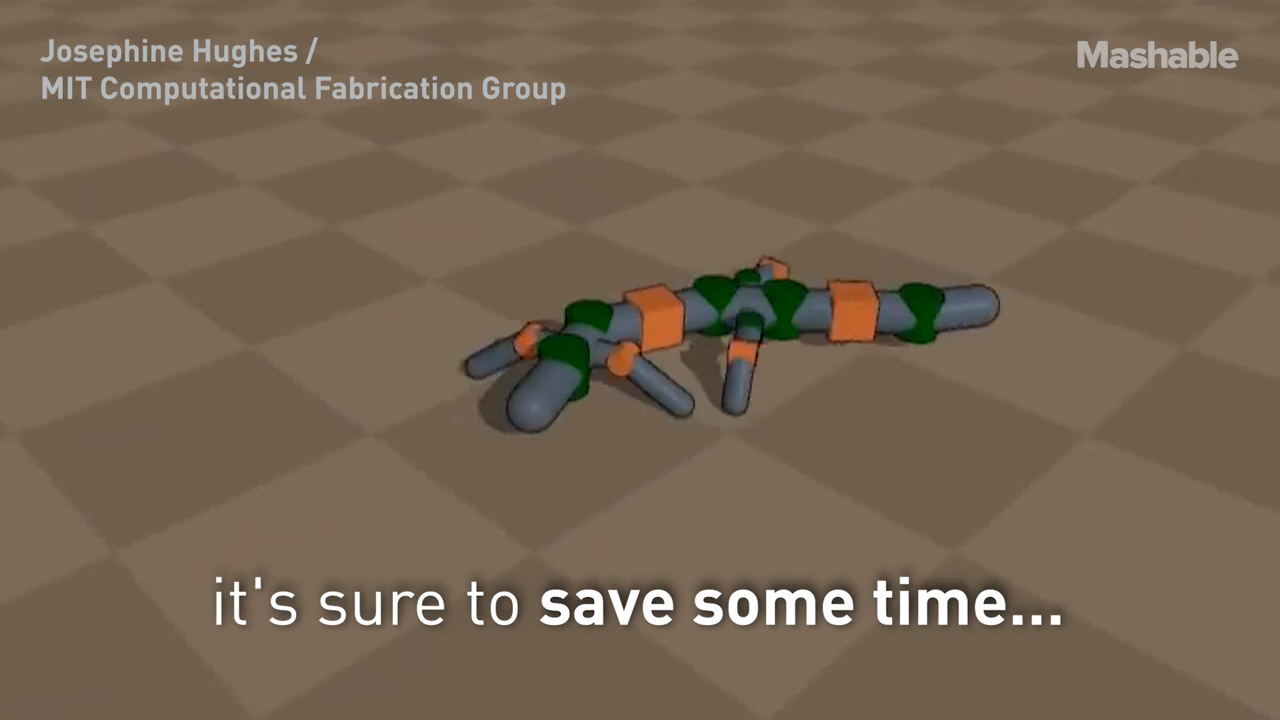 Josephine Hughes /
MIT Computational Fabrication Group
Mashable
it's sure to save some time...